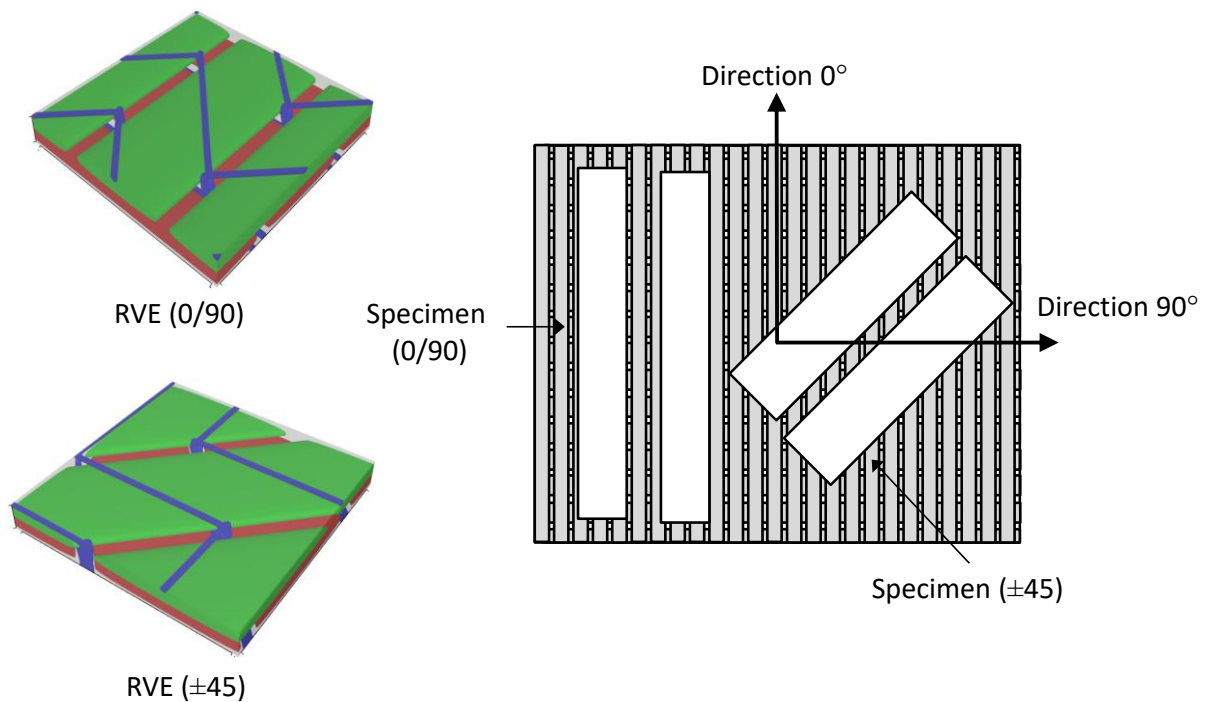 RVE (0/90)
RVE (±45)
Direction 0°
Specimen
(0/90)
Direction 90°
Specimen (±45)